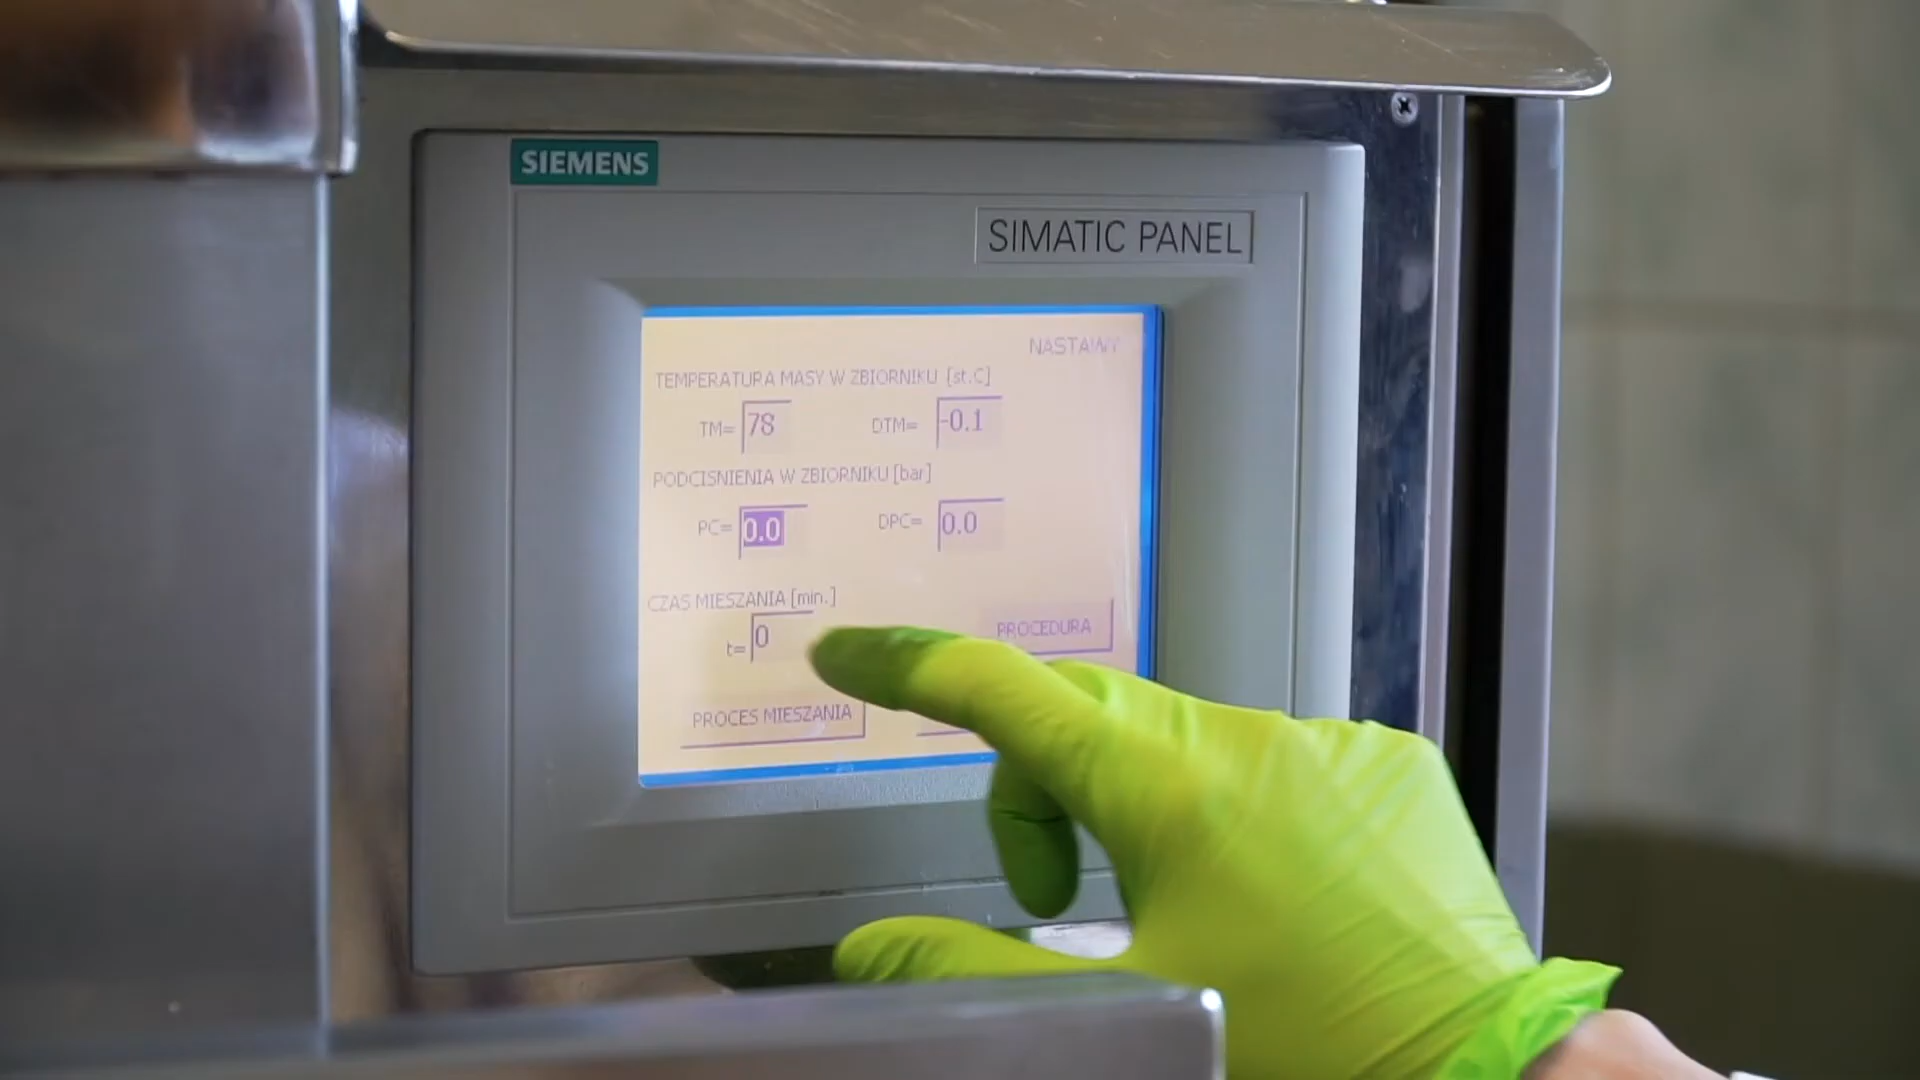 SIEMENS
SIMATIC PANEL
NASTAWY
TEMPERATURA MASY W ZBIORNIKU [st.C]
TM= 78 DTM= -0.1
PODCISNIENIA W ZBIORNIKU [bar]
PC= 0.0 DPC= 0.0
CZAS MIESZANIA [min.]
t= 0
PROCEDURA
PROCES MIESZANIA